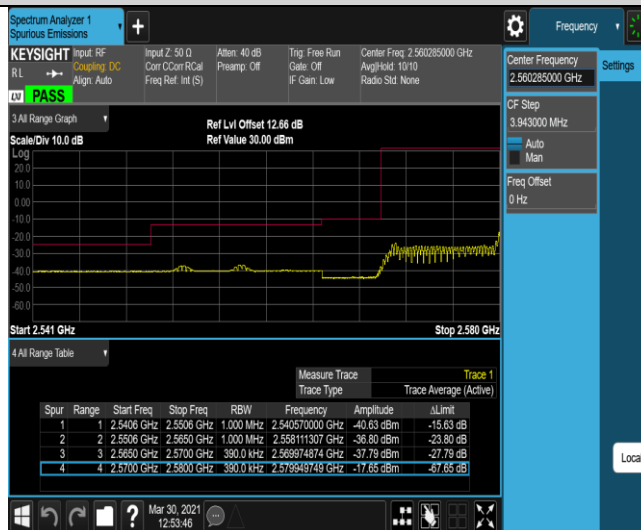 Spectrum Analyzer 1
Spurious Emissions
+
Frequency
KEYSIGHT
RL
LXI PASS
Input: RF
Coupling: DC
Align: Auto
Input Z: 50 Ω
Corr CCorr RCal
Freq Ref: Int (S)
Atten: 40 dB
Preamp: Off
Trig: Free Run
Gate: Off
IF Gain: Low
Center Freq: 2.560285000 GHz
Avg|Hold: 10/10
Radio Std: None
Center Frequency
2.560285000 GHz
Settings
CF Step
3.943000 MHz
Auto
Man
Freq Offset
0 Hz
3 All Range Graph
Scale/Div 10.0 dB
Ref Lvl Offset 12.66 dB
Ref Value 30.00 dBm
Log
20.0
10.0
0.00
-10.0
-20.0
-30.0
-40.0
-50.0
-60.0
Start 2.541 GHz
Stop 2.580 GHz
4 All Range Table
Measure Trace Trace 1
Trace Type Trace Average (Active)
Spur Range Start Freq Stop Freq RBW Frequency Amplitude ΔLimit
1 1 2.5406 GHz 2.5506 GHz 1.000 MHz 2.540570000 GHz -40.63 dBm -15.63 dB
2 2 2.5506 GHz 2.5650 GHz 1.000 MHz 2.558111307 GHz -36.80 dBm -23.80 dB
3 3 2.5650 GHz 2.5700 GHz 390.0 kHz 2.569974874 GHz -37.79 dBm -27.79 dB
4 4 2.5700 GHz 2.5800 GHz 390.0 kHz 2.579949749 GHz -17.65 dBm -67.65 dB
Local
?
Mar 30, 2021
12:53:46